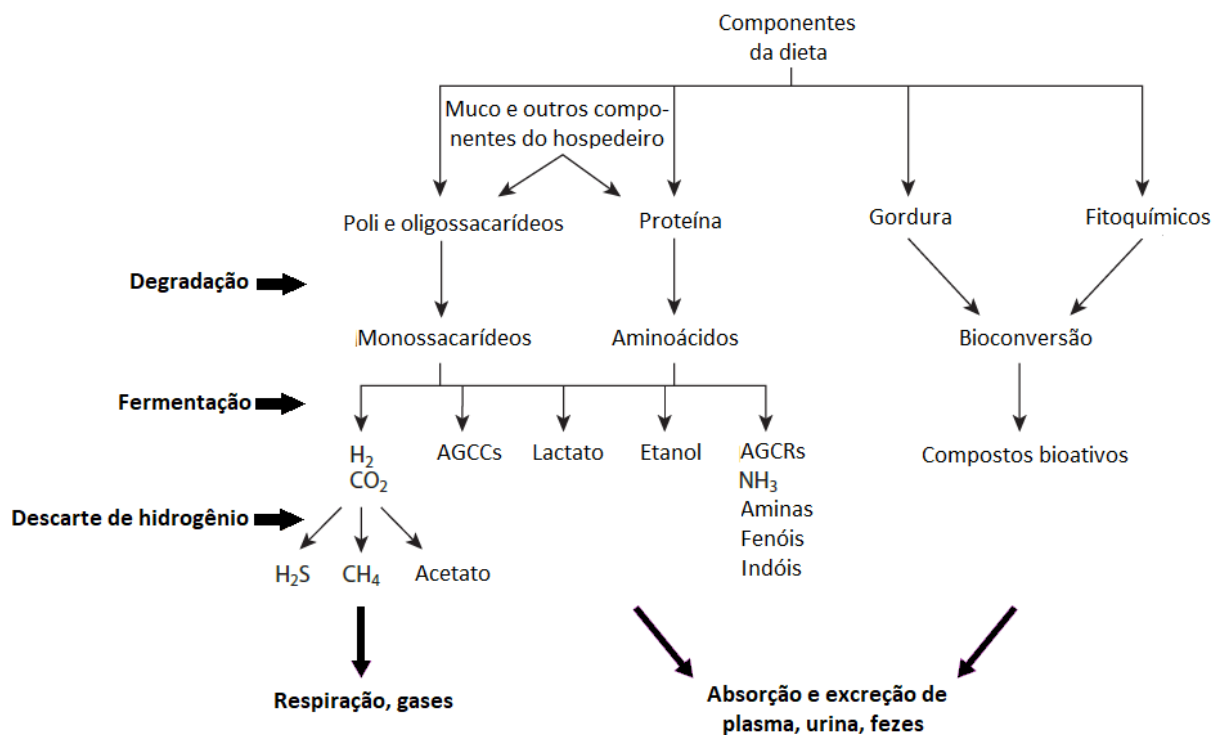 Componentes
da dieta
Muco e outros compo-
nentes do hospedeiro
Poli e oligossacarídeos
Proteína
Gordura
Fitoquímicos
Degradação
Monossacarídeos
Aminoácidos
Bioconversão
Fermentação
H₂
CO₂
AGCCs
Lactato
Etanol
AGCRs
NH₃
Aminas
Fenóis
Indóis
Compostos bioativos
Descarte de hidrogênio
H₂S
CH₄
Acetato
Respiração, gases
Absorção e excreção de
plasma, urina, fezes